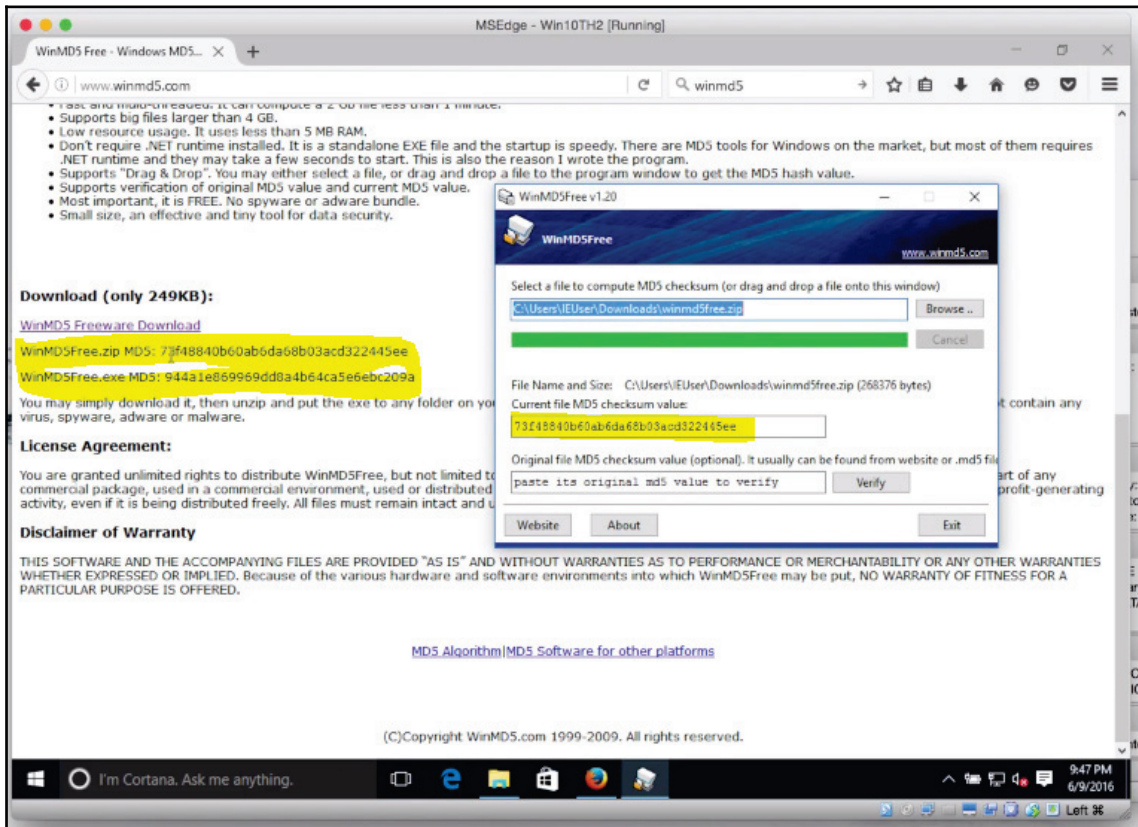 MSEdge - Win10TH2 [Running]
WinMD5 Free - Windows MD5...
www.winmd5.com
winmd5
• Fast and multi-threaded. It can compute a 2 GB file less than 1 minute.
• Supports big files larger than 4 GB.
• Low resource usage. It uses less than 5 MB RAM.
• Don't require .NET runtime installed. It is a standalone EXE file and the startup is speedy. There are MD5 tools for Windows on the market, but most of them requires
.NET runtime and they may take a few seconds to start. This is also the reason I wrote the program.
• Supports "Drag & Drop". You may either select a file, or drag and drop a file to the program window to get the MD5 hash value.
• Supports verification of original MD5 value and current MD5 value.
• Most important, it is FREE. No spyware or adware bundle.
• Small size, an effective and tiny tool for data security.
WinMD5Free v1.20
WinMD5Free
www.winmd5.com
Select a file to compute MD5 checksum (or drag and drop a file onto this window)
C:\Users\IEUser\Downloads\winmd5free.zip
Browse ..
Cancel
File Name and Size: C:\Users\IEUser\Downloads\winmd5free.zip (268376 bytes)
Current file MD5 checksum value:
73f48840b60ab6da68b03acd322445ee
Original file MD5 checksum value (optional). It usually can be found from website or .md5 file
paste its original md5 value to verify
Verify
Website
About
Exit
Download (only 249KB):
WinMD5 Freeware Download
WinMD5Free.zip MD5: 73f48840b60ab6da68b03acd322445ee
WinMD5Free.exe MD5: 944a1e869969dd8a4b64ca5e6ebc209a
You may simply download it, then unzip and put the exe to any folder on you t contain any
virus, spyware, adware or malware.
License Agreement:
You are granted unlimited rights to distribute WinMD5Free, but not limited to art of any
commercial package, used in a commercial environment, used or distributed profit-generating
activity, even if it is being distributed freely. All files must remain intact and u
Disclaimer of Warranty
THIS SOFTWARE AND THE ACCOMPANYING FILES ARE PROVIDED "AS IS" AND WITHOUT WARRANTIES AS TO PERFORMANCE OR MERCHANTABILITY OR ANY OTHER WARRANTIES
WHETHER EXPRESSED OR IMPLIED. Because of the various hardware and software environments into which WinMD5Free may be put, NO WARRANTY OF FITNESS FOR A
PARTICULAR PURPOSE IS OFFERED.
MD5 Algorithm|MD5 Software for other platforms
(C)Copyright WinMD5.com 1999-2009. All rights reserved.
I'm Cortana. Ask me anything.
9:47 PM
6/9/2016
Left ⌘